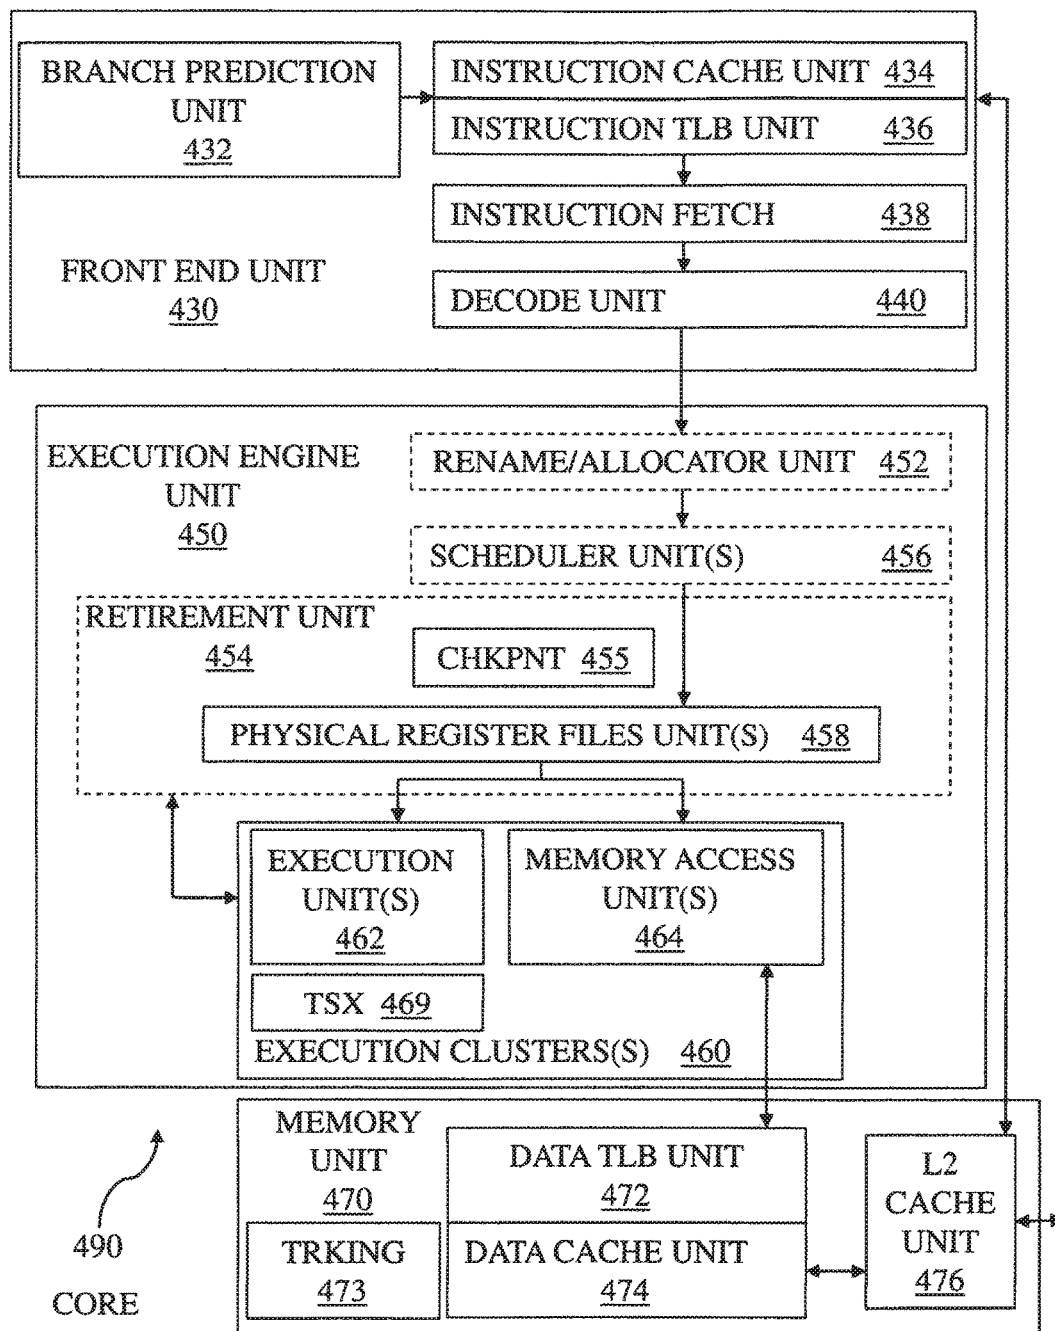 BRANCH PREDICTION
UNIT
432
INSTRUCTION CACHE UNIT 434
INSTRUCTION TLB UNIT 436
INSTRUCTION FETCH 438
FRONT END UNIT
430
DECODE UNIT 440
EXECUTION ENGINE
UNIT
450
RENAME/ALLOCATOR UNIT 452
SCHEDULER UNIT(S) 456
RETIREMENT UNIT
454
CHKPNT 455
PHYSICAL REGISTER FILES UNIT(S) 458
EXECUTION
UNIT(S)
462
MEMORY ACCESS
UNIT(S)
464
TSX 469
EXECUTION CLUSTERS(S) 460
MEMORY
UNIT
470
DATA TLB UNIT
472
L2
CACHE
UNIT
476
TRKING
473
DATA CACHE UNIT
474
490
CORE